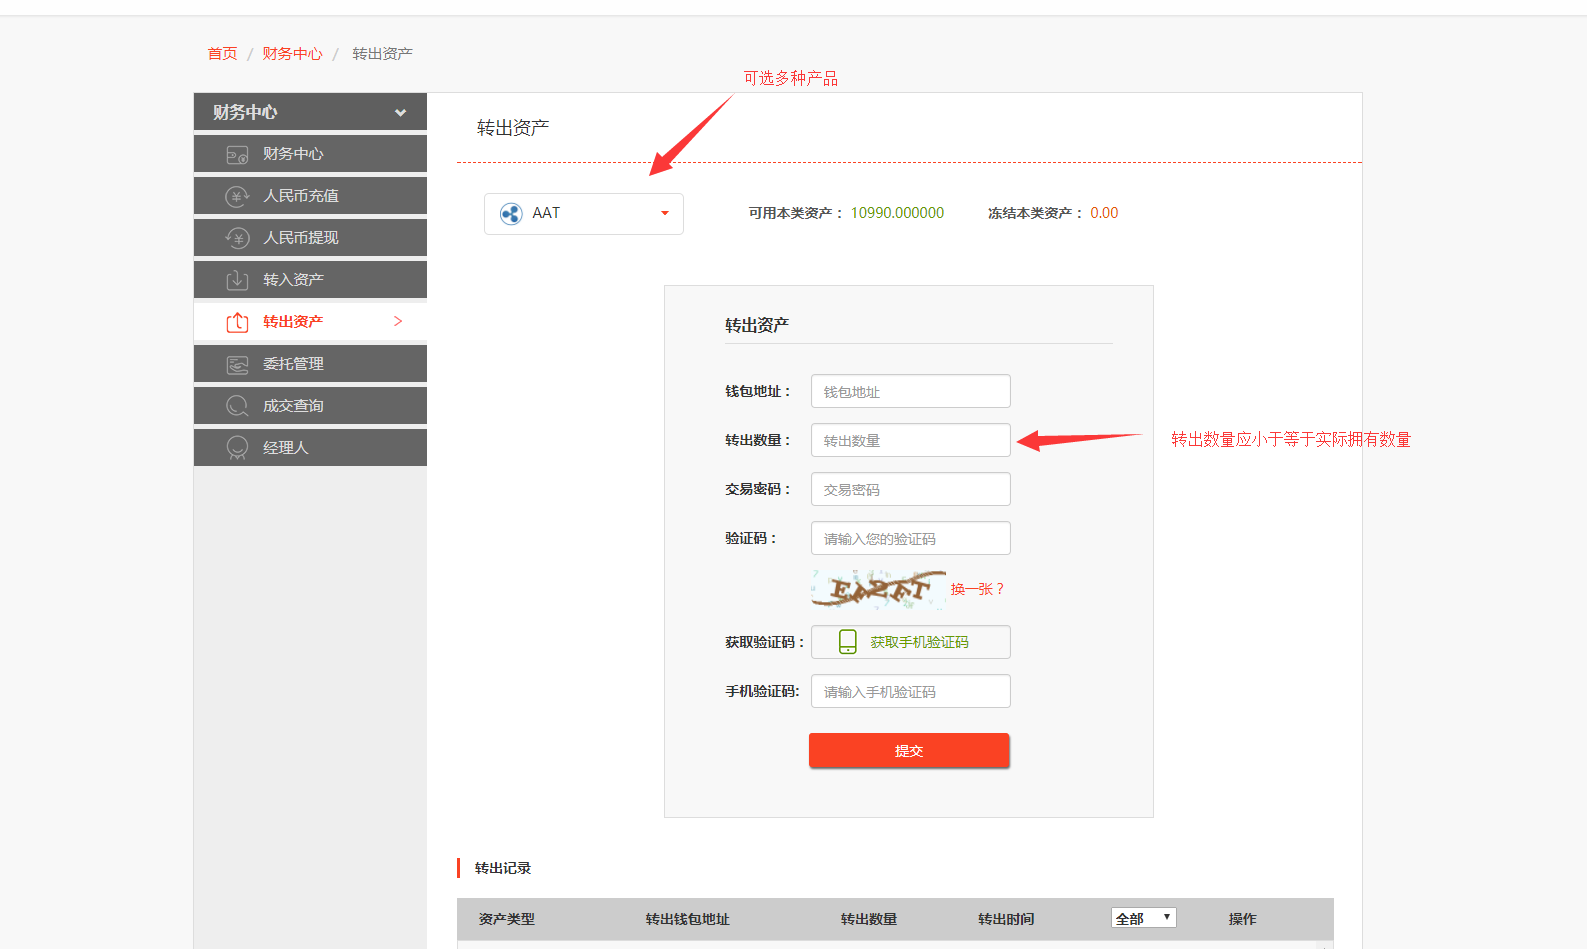 首页 / 财务中心 / 转出资产
可选多种产品
财务中心
财务中心
人民币充值
人民币提现
转入资产
转出资产 >
委托管理
成交查询
经理人
转出资产
AAT
可用本类资产： 10990.000000 冻结本类资产： 0.00
转出资产
钱包地址： 钱包地址
转出数量： 转出数量
转出数量应小于等于实际拥有数量
交易密码： 交易密码
验证码： 请输入您的验证码
换一张？
获取验证码： 获取手机验证码
手机验证码: 请输入手机验证码
提交
转出记录
资产类型 转出钱包地址 转出数量 转出时间 全部 操作